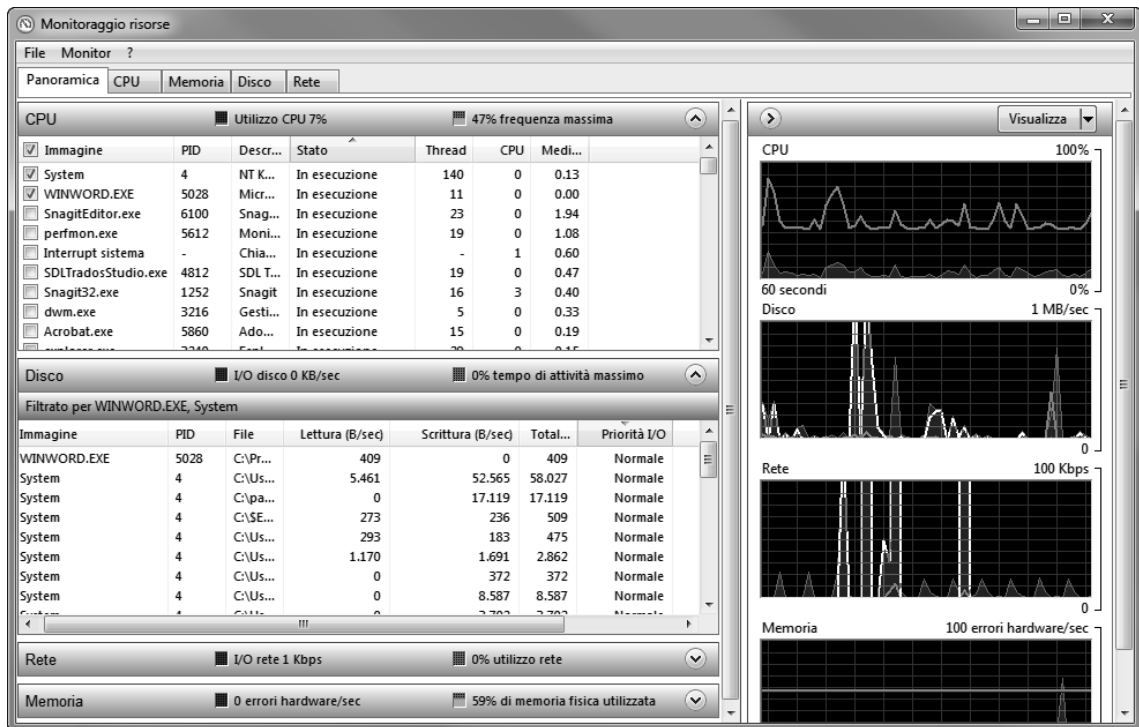 Monitoraggio risorse
File Monitor ?
Panoramica CPU Memoria Disco Rete
CPU Utilizzo CPU 7% 47% frequenza massima
Immagine PID Descr... Stato Thread CPU Medi...
System 4 NT K... In esecuzione 140 0 0.13
WINWORD.EXE 5028 Micr... In esecuzione 11 0 0.00
SnagitEditor.exe 6100 Snag... In esecuzione 23 0 1.94
perfmon.exe 5612 Moni... In esecuzione 19 0 1.08
Interrupt sistema - Chia... In esecuzione - 1 0.60
SDLTradosStudio.exe 4812 SDL T... In esecuzione 19 0 0.47
Snagit32.exe 1252 Snagit In esecuzione 16 3 0.40
dwm.exe 3216 Gesti... In esecuzione 5 0 0.33
Acrobat.exe 5860 Ado... In esecuzione 15 0 0.19
Disco I/O disco 0 KB/sec 0% tempo di attività massimo
Filtrato per WINWORD.EXE, System
Immagine PID File Lettura (B/sec) Scrittura (B/sec) Total... Priorità I/O
WINWORD.EXE 5028 C:\Pr... 409 0 409 Normale
System 4 C:\Us... 5.461 52.565 58.027 Normale
System 4 C:\pa... 0 17.119 17.119 Normale
System 4 C:\$E... 273 236 509 Normale
System 4 C:\Us... 293 183 475 Normale
System 4 C:\Us... 1.170 1.691 2.862 Normale
System 4 C:\Us... 0 372 372 Normale
System 4 C:\Us... 0 8.587 8.587 Normale
Rete I/O rete 1 Kbps 0% utilizzo rete
Memoria 0 errori hardware/sec 59% di memoria fisica utilizzata
Visualizza
CPU 100%
60 secondi 0%
Disco 1 MB/sec
0
Rete 100 Kbps
0
Memoria 100 errori hardware/sec